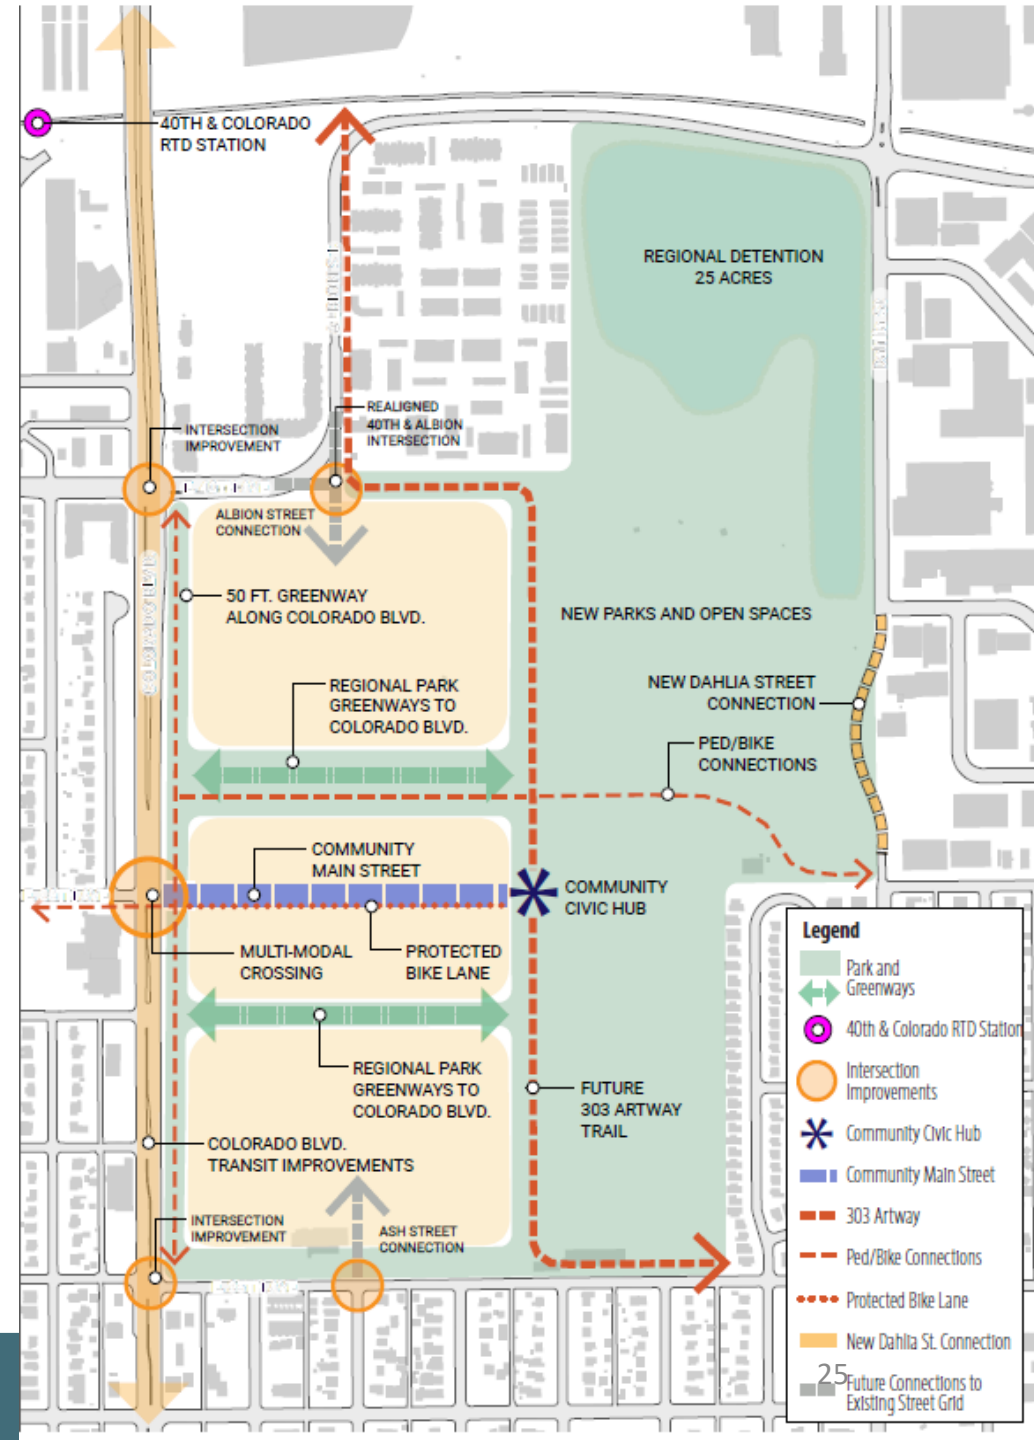 40TH & COLORADO
RTD STATION
REGIONAL DETENTION
25 ACRES
REALIGNED
40TH & ALBION
INTERSECTION
INTERSECTION
IMPROVEMENT
ALBION STREET
CONNECTION
COLORADO BLVD
50 FT. GREENWAY
ALONG COLORADO BLVD.
NEW PARKS AND OPEN SPACES
REGIONAL PARK
GREENWAYS TO
COLORADO BLVD.
NEW DAHLIA STREET
CONNECTION
PED/BIKE
CONNECTIONS
COMMUNITY
MAIN STREET
COMMUNITY
CIVIC HUB
MULTI-MODAL
CROSSING
PROTECTED
BIKE LANE
REGIONAL PARK
GREENWAYS TO
COLORADO BLVD.
FUTURE
303 ARTWAY
TRAIL
COLORADO BLVD.
TRANSIT IMPROVEMENTS
INTERSECTION
IMPROVEMENT
ASH STREET
CONNECTION
Legend
Park and
Greenways
40th & Colorado RTD Station
Intersection
Improvements
Community Civic Hub
Community Main Street
303 Artway
Ped/Bike Connections
Protected Bike Lane
New Dahlia St. Connection
25
Future Connections to
Existing Street Grid